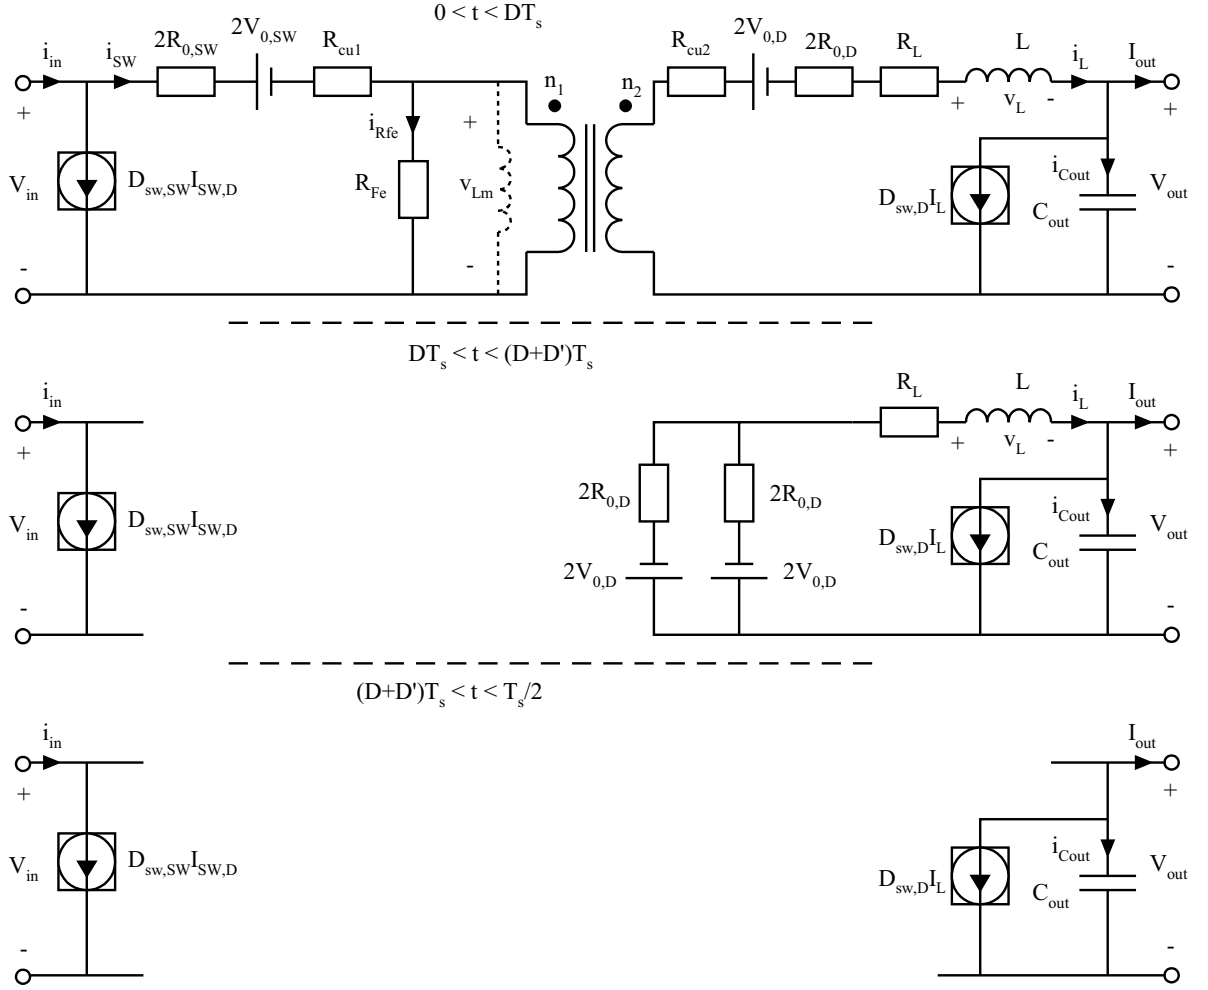 0 < t < DT_s
i_in
i_SW
2R_0,SW
2V_0,SW
R_cu1
n_1
n_2
R_cu2
2V_0,D
2R_0,D
R_L
L
i_L
I_out
+
V_in
-
D_sw,SW I_SW,D
i_Rfe
R_Fe
+
v_Lm
-
+
v_L
-
D_sw,D I_L
i_Cout
C_out
+
V_out
-
DT_s < t < (D+D')T_s
i_in
+
V_in
-
D_sw,SW I_SW,D
2R_0,D
2R_0,D
2V_0,D
2V_0,D
R_L
L
i_L
I_out
+
v_L
-
D_sw,D I_L
i_Cout
C_out
+
V_out
-
(D+D')T_s < t < T_s/2
i_in
+
V_in
-
D_sw,SW I_SW,D
I_out
D_sw,D I_L
i_Cout
C_out
+
V_out
-